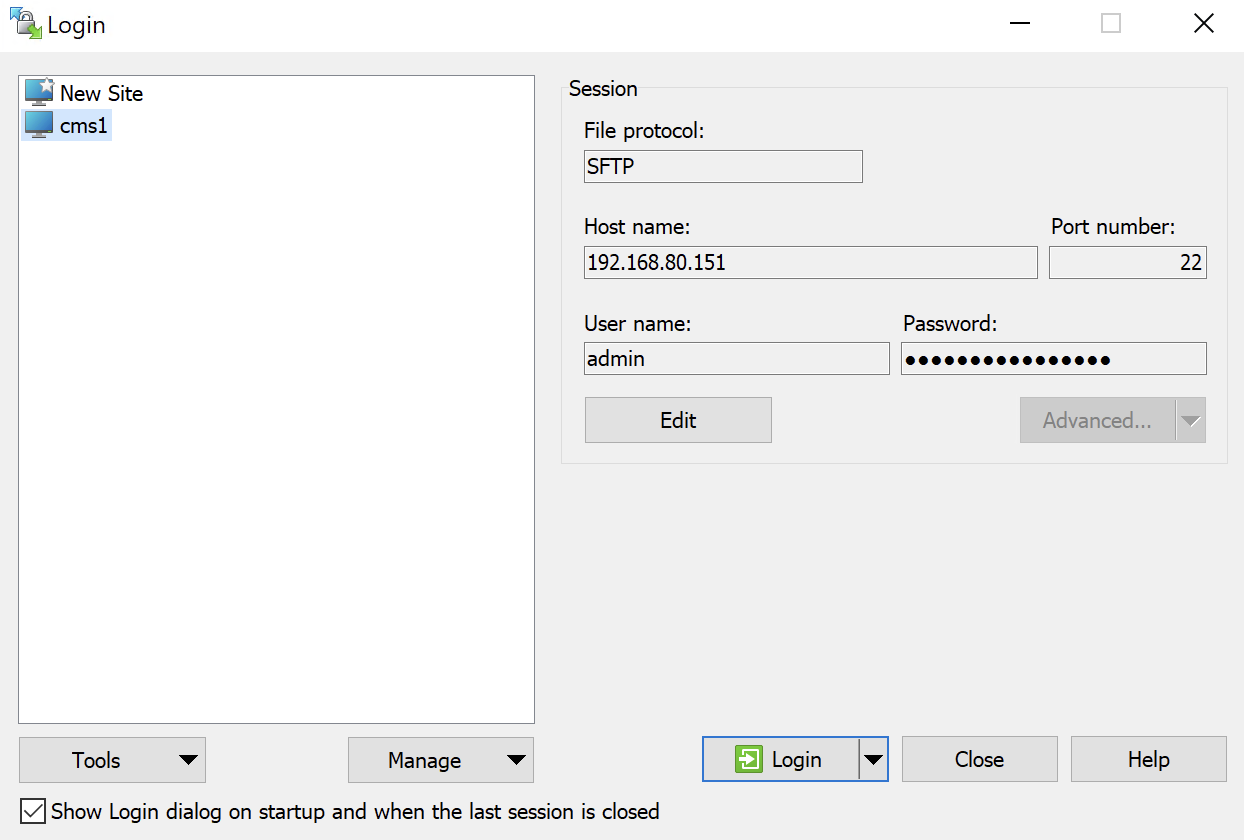 Login
New Site
cms1
Session
File protocol:
SFTP
Host name:
Port number:
192.168.80.151
22
User name:
Password:
admin
●●●●●●●●●●●●●●●●
Edit
Advanced...
Tools
Manage
Login
Close
Help
Show Login dialog on startup and when the last session is closed